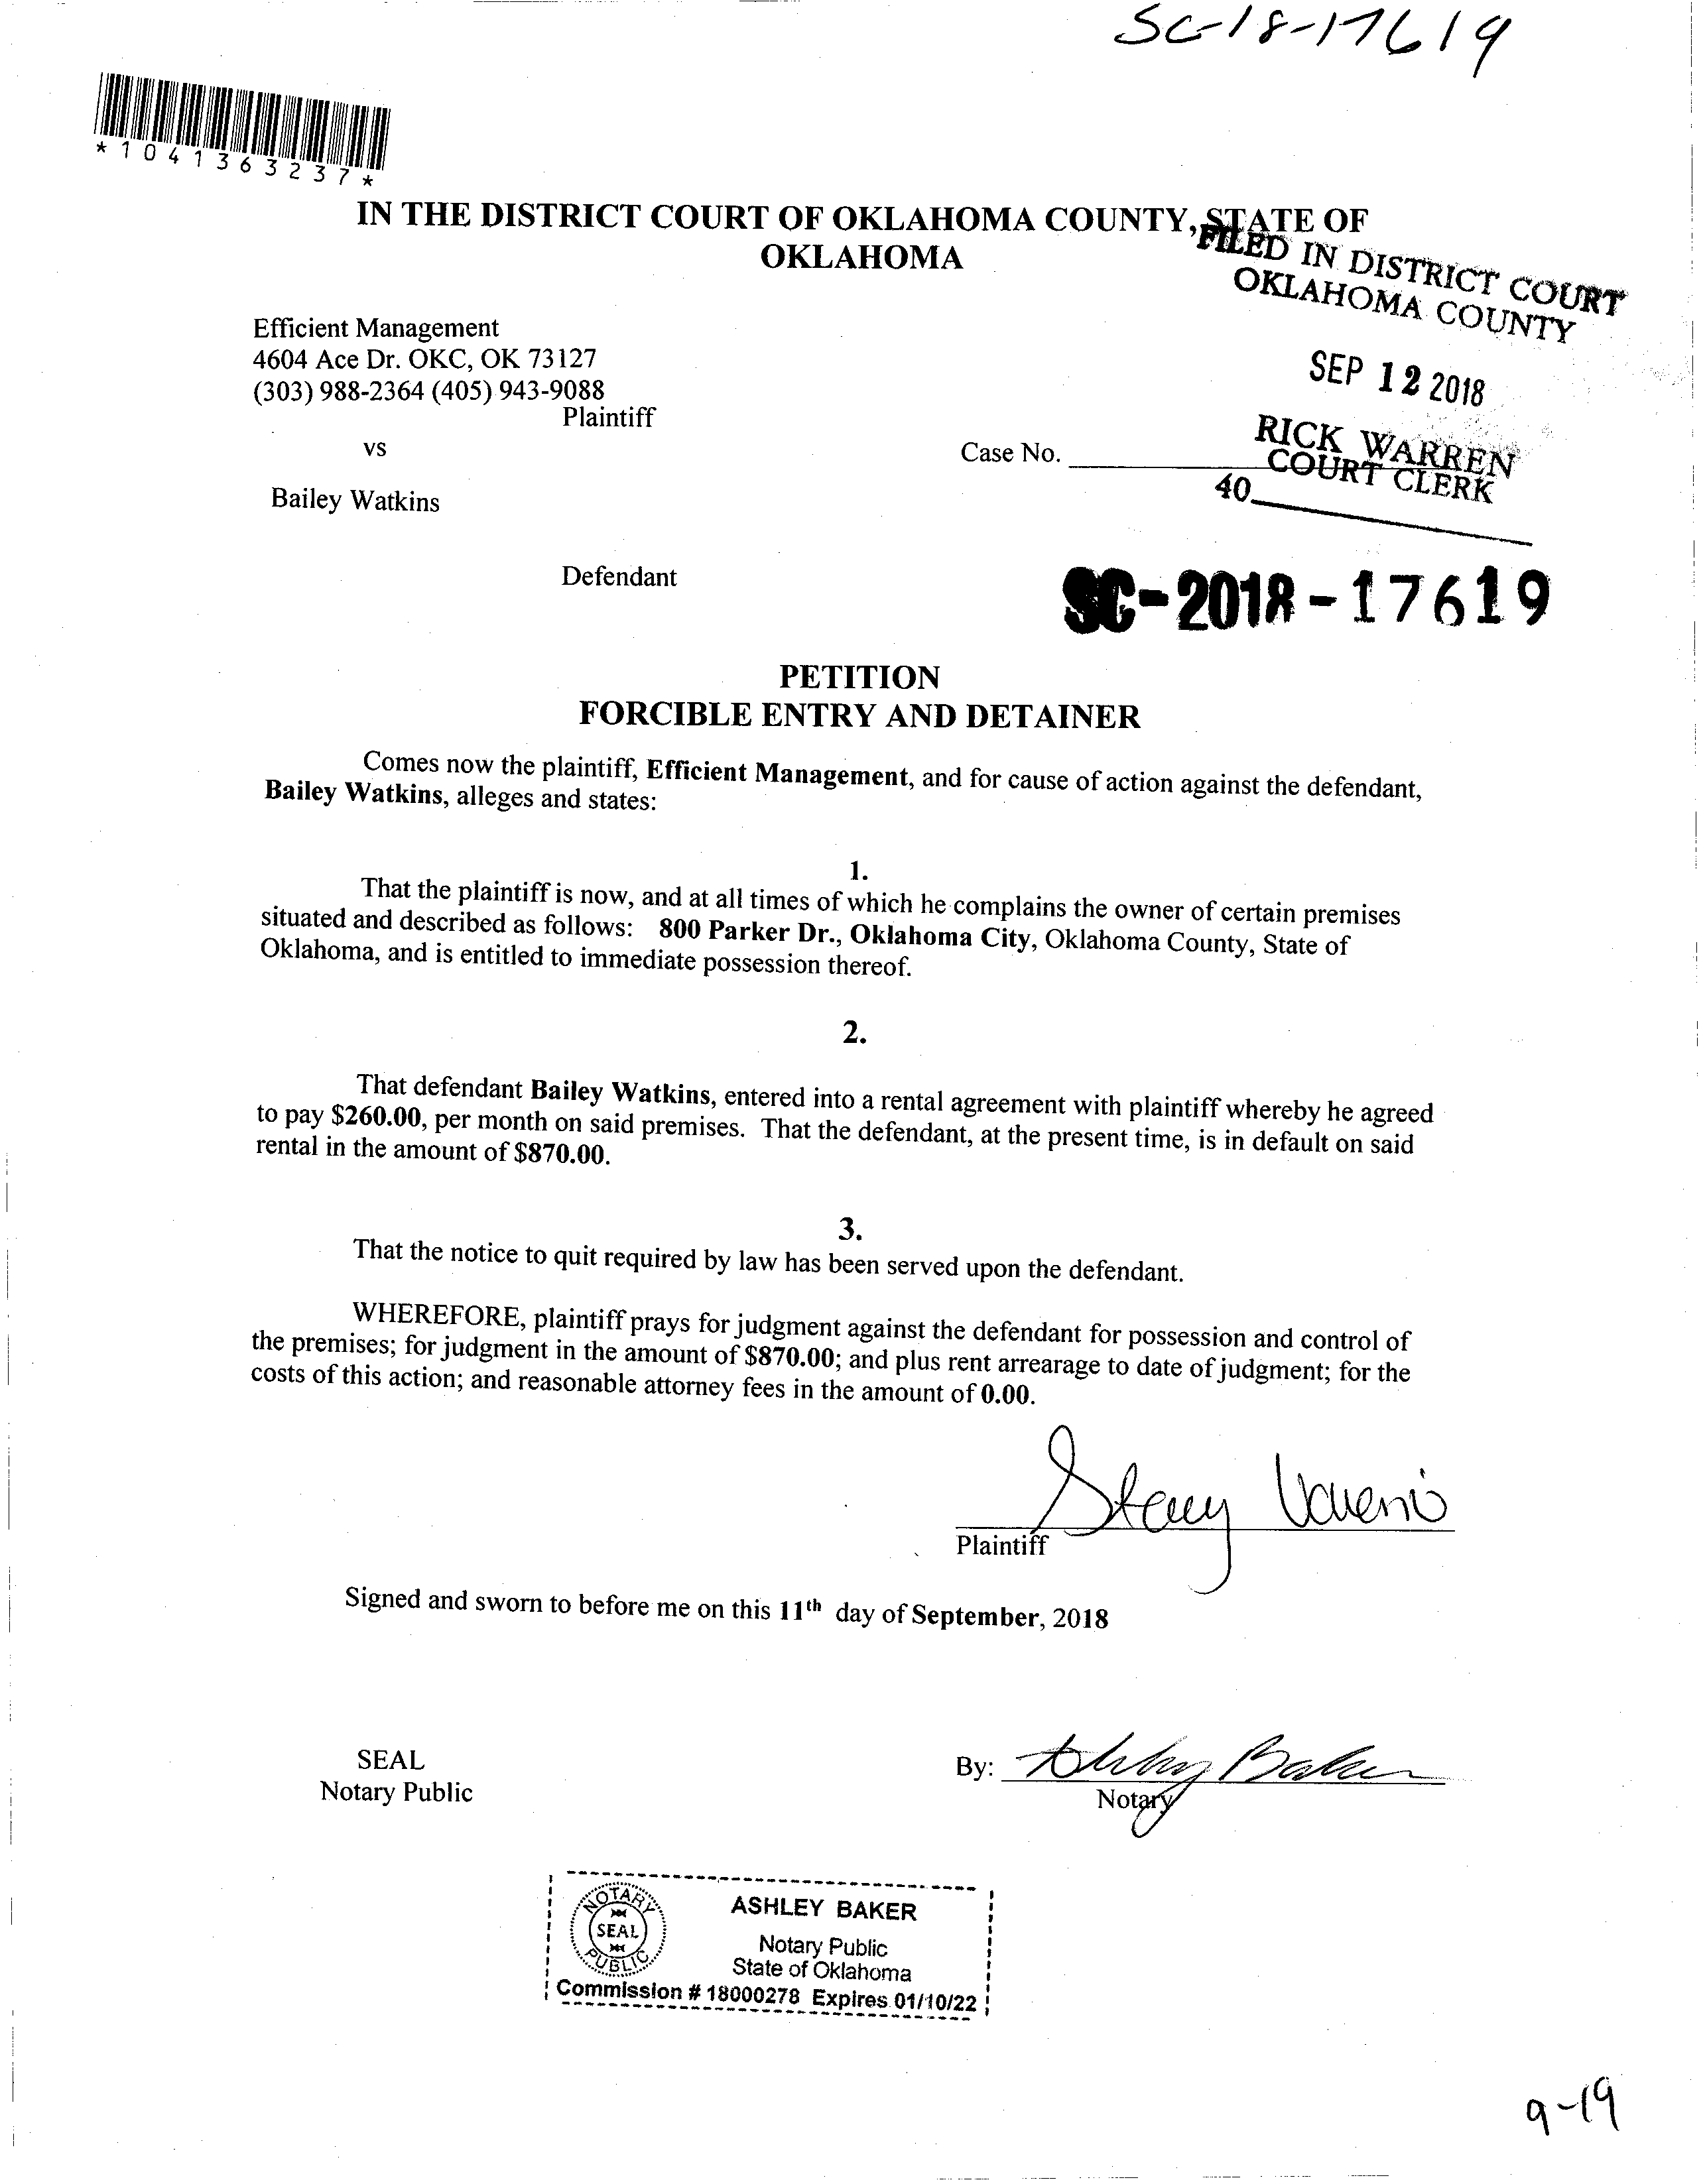 SC-18-17619
*1041363237*
IN THE DISTRICT COURT OF OKLAHOMA COUNTY, STATE OF
OKLAHOMA
FILED IN DISTRICT COURT
OKLAHOMA COUNTY
Efficient Management
4604 Ace Dr. OKC, OK 73127
(303) 988-2364 (405) 943-9088
Plaintiff
SEP 12 2018
vs
Case No.
RICK WARREN
COURT CLERK
40
Bailey Watkins
Defendant
SC-2018-17619
PETITION
FORCIBLE ENTRY AND DETAINER
Comes now the plaintiff, Efficient Management, and for cause of action against the defendant,
Bailey Watkins, alleges and states:
1.
That the plaintiff is now, and at all times of which he complains the owner of certain premises
situated and described as follows: 800 Parker Dr., Oklahoma City, Oklahoma County, State of
Oklahoma, and is entitled to immediate possession thereof.
2.
That defendant Bailey Watkins, entered into a rental agreement with plaintiff whereby he agreed
to pay $260.00, per month on said premises. That the defendant, at the present time, is in default on said
rental in the amount of $870.00.
3.
That the notice to quit required by law has been served upon the defendant.
WHEREFORE, plaintiff prays for judgment against the defendant for possession and control of
the premises; for judgment in the amount of $870.00; and plus rent arrearage to date of judgment; for the
costs of this action; and reasonable attorney fees in the amount of 0.00.
Plaintiff
Signed and sworn to before me on this 11th day of September, 2018
SEAL
Notary Public
By: Ashley Baker
Notary
NOTARY
SEAL
PUBLIC
ASHLEY BAKER
Notary Public
State of Oklahoma
Commission # 18000278 Expires 01/10/22
9-19